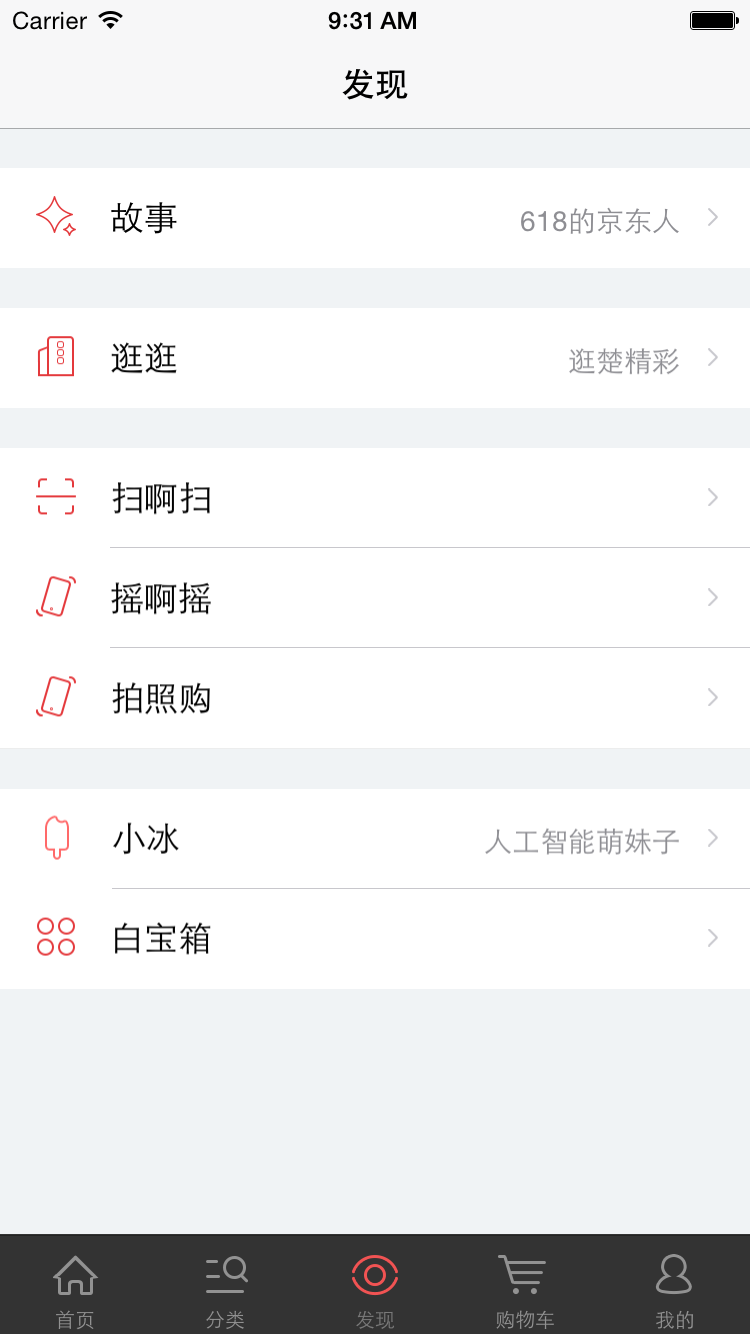 Carrier 9:31 AM
发现
故事 618的京东人
逛逛 逛楚精彩
扫啊扫
摇啊摇
拍照购
小冰 人工智能萌妹子
白宝箱
首页 分类 发现 购物车 我的